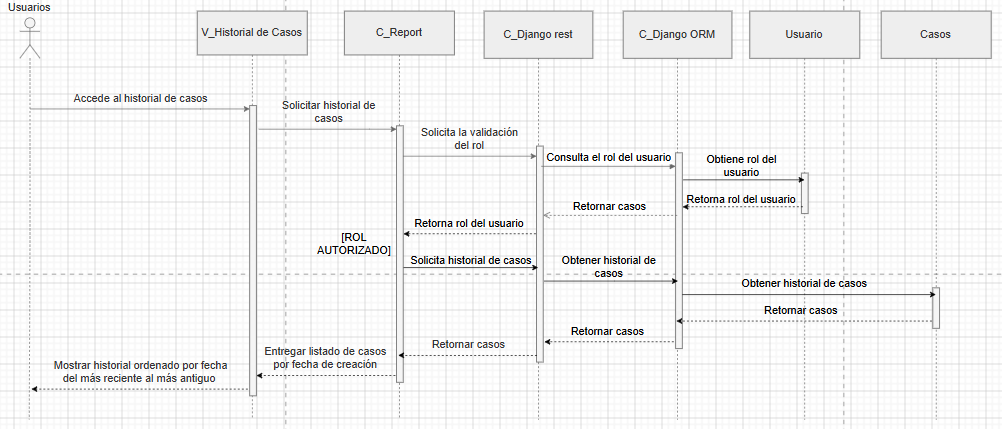 Usuarios
V_Historial de Casos
C_Report
C_Django rest
C_Django ORM
Usuario
Casos
Accede al historial de casos
Solicitar historial de
casos
Solicita la validación
del rol
Consulta el rol del usuario
Obtiene rol del
usuario
Retorna rol del usuario
Retornar casos
Retorna rol del usuario
[ROL
AUTORIZADO]
Solicita historial de casos
Obtener historial de
casos
Obtener historial de casos
Retornar casos
Retornar casos
Retornar casos
Entregar listado de casos
por fecha de creación
Mostrar historial ordenado por fecha
del más reciente al más antiguo